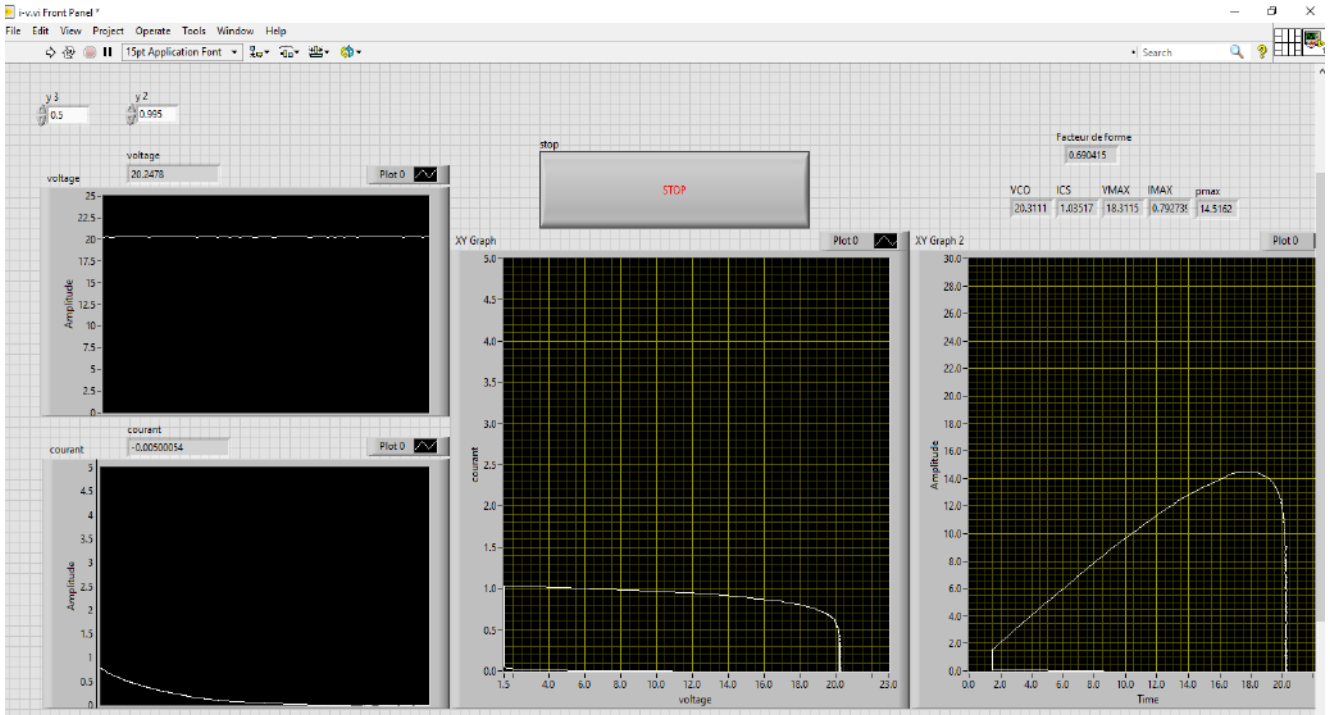 i-v.vi Front Panel *
File Edit View Project Operate Tools Window Help
15pt Application Font
Search
y 3
0.5
y 2
0.995
voltage
20.2478
voltage
Plot 0
25
22.5
20
17.5
15
12.5
10
7.5
5
2.5
0
Amplitude
courant
-0.00500054
courant
Plot 0
5
4.5
4
3.5
3
2.5
2
1.5
1
0.5
0
Amplitude
stop
STOP
Facteur de forme
0.690415
VCO ICS VMAX IMAX pmax
20.3111 1.03517 18.3115 0.792739 14.5162
XY Graph
Plot 0
5.0
4.5
4.0
3.5
3.0
2.5
2.0
1.5
1.0
0.5
0.0
courant
1.5 4.0 6.0 8.0 10.0 12.0 14.0 16.0 18.0 20.0 23.0
voltage
XY Graph 2
Plot 0
30.0
28.0
26.0
24.0
22.0
20.0
18.0
16.0
14.0
12.0
10.0
8.0
6.0
4.0
2.0
0.0
Amplitude
0.0 2.0 4.0 6.0 8.0 10.0 12.0 14.0 16.0 18.0 20.0
Time